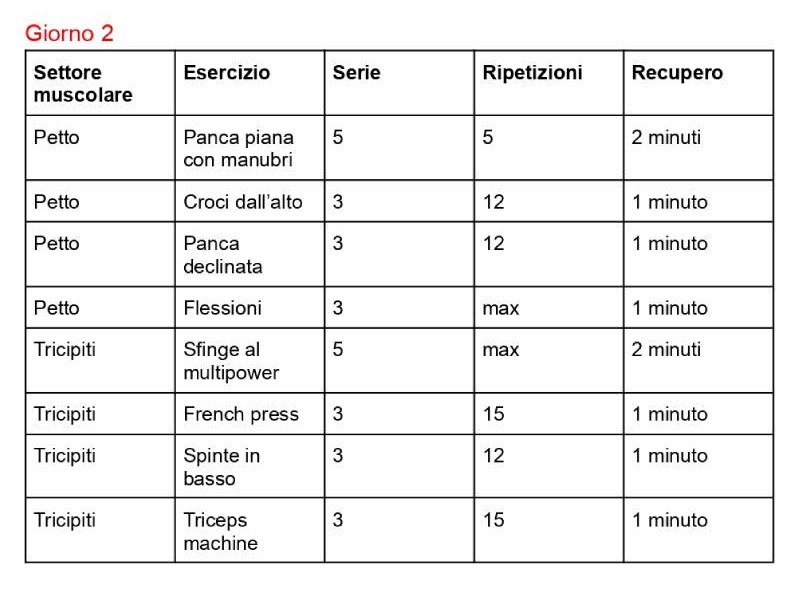 Giorno 2
Settore muscolare Esercizio Serie Ripetizioni Recupero
Petto Panca piana con manubri 5 5 2 minuti
Petto Croci dall’alto 3 12 1 minuto
Petto Panca declinata 3 12 1 minuto
Petto Flessioni 3 max 1 minuto
Tricipiti Sfinge al multipower 5 max 2 minuti
Tricipiti French press 3 15 1 minuto
Tricipiti Spinte in basso 3 12 1 minuto
Tricipiti Triceps machine 3 15 1 minuto